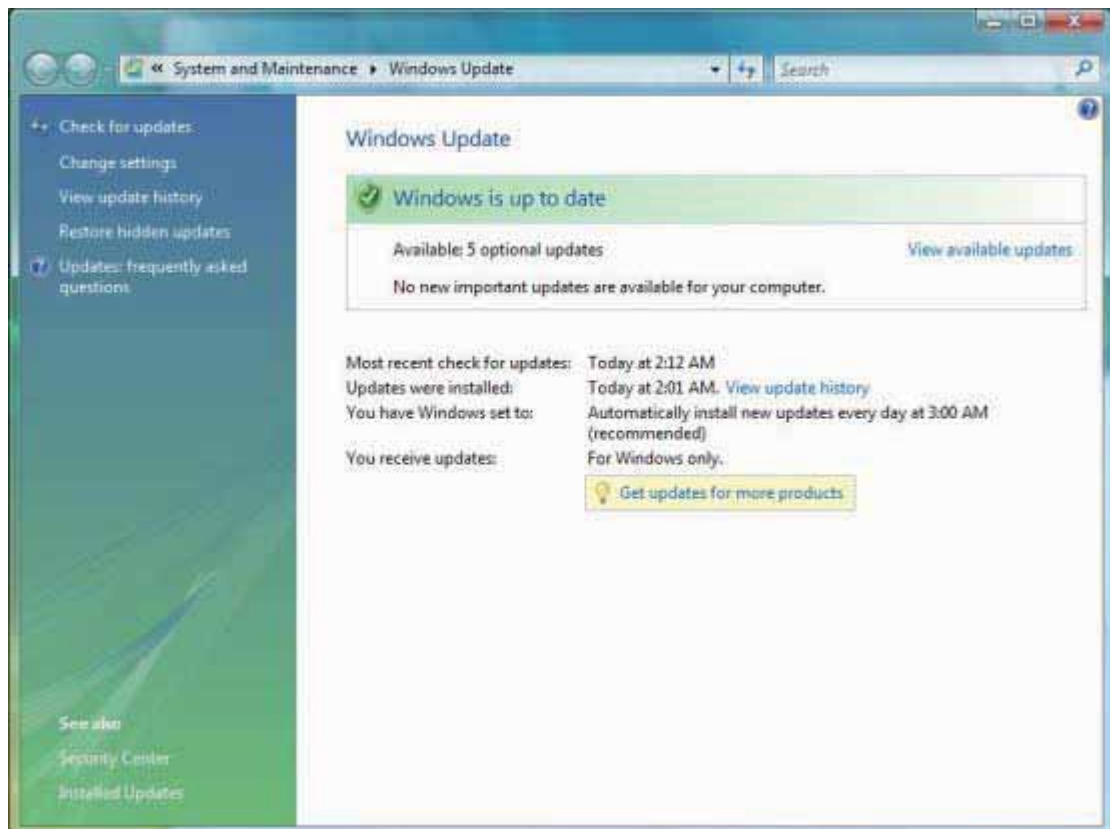 « System and Maintenance ▸ Windows Update
Search
Check for updates
Change settings
View update history
Restore hidden updates
Updates: frequently asked
questions
See also
Security Center
Installed Updates
Windows Update
Windows is up to date
Available: 5 optional updates View available updates
No new important updates are available for your computer.
Most recent check for updates: Today at 2:12 AM
Updates were installed: Today at 2:01 AM. View update history
You have Windows set to: Automatically install new updates every day at 3:00 AM
(recommended)
You receive updates: For Windows only.
Get updates for more products